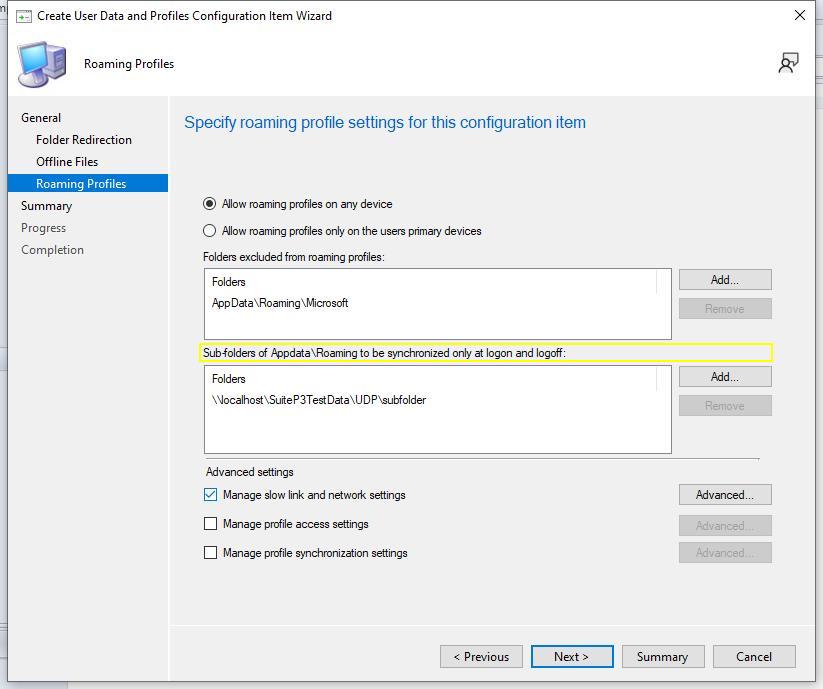 Create User Data and Profiles Configuration Item Wizard
Roaming Profiles
General
Folder Redirection
Offline Files
Roaming Profiles
Summary
Progress
Completion
Specify roaming profile settings for this configuration item
Allow roaming profiles on any device
Allow roaming profiles only on the users primary devices
Folders excluded from roaming profiles:
Folders
AppData\Roaming\Microsoft
Add...
Remove
Sub-folders of Appdata\Roaming to be synchronized only at logon and logoff:
Folders
\\localhost\SuiteP3TestData\UDP\subfolder
Add...
Remove
Advanced settings
Manage slow link and network settings
Advanced...
Manage profile access settings
Advanced...
Manage profile synchronization settings
Advanced...
< Previous
Next >
Summary
Cancel